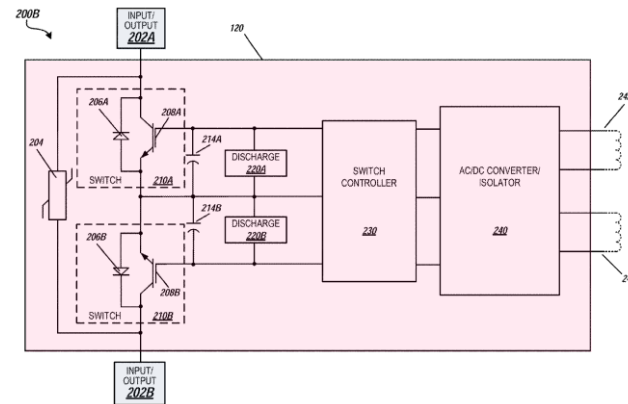 200B
INPUT/
OUTPUT
202A
120
206A
208A
204
214A
DISCHARGE
220A
SWITCH
210A
SWITCH
CONTROLLER
230
AC/DC CONVERTER/
ISOLATOR
240
214B
DISCHARGE
220B
206B
208B
SWITCH
210B
INPUT/
OUTPUT
202B